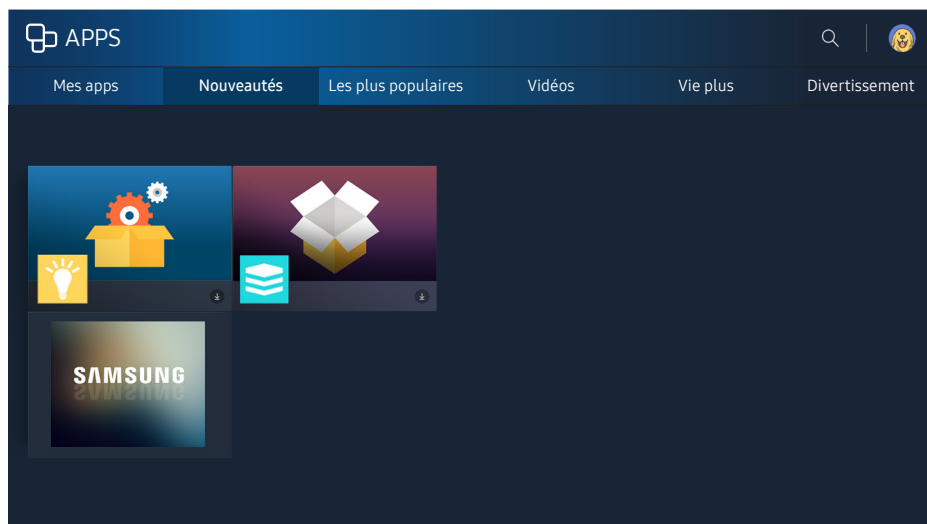 APPS
Mes apps Nouveautés Les plus populaires Vidéos Vie plus Divertissement
SAMSUNG